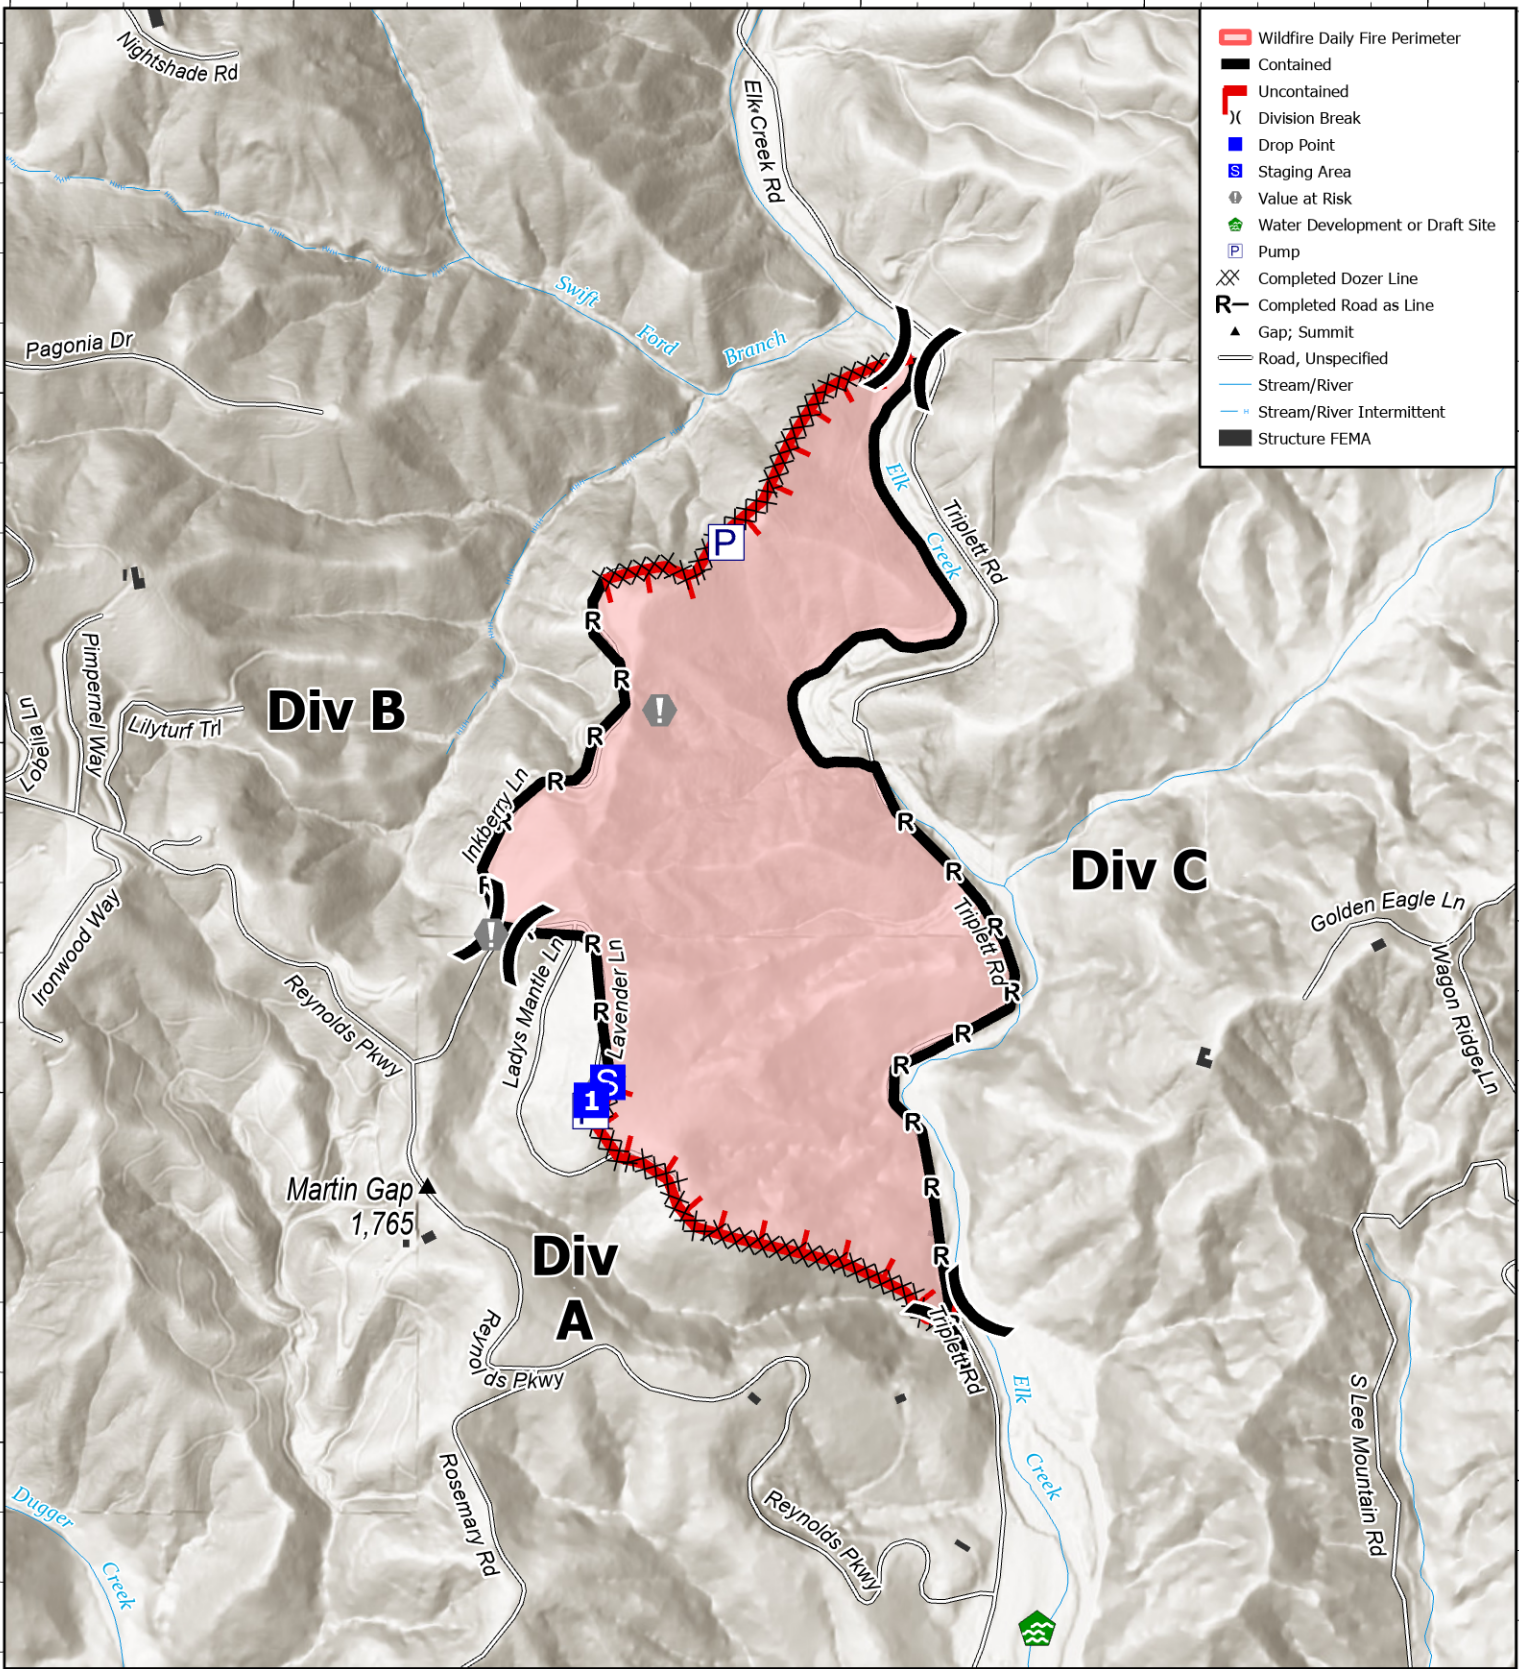 Wildfire Daily Fire Perimeter
Contained
Uncontained
Division Break
Drop Point
S Staging Area
Value at Risk
Water Development or Draft Site
P Pump
Completed Dozer Line
R Completed Road as Line
Gap; Summit
Road, Unspecified
Stream/River
H Stream/River Intermittent
Structure FEMA
Nightshade Rd
Elk Creek Rd
Swift
Ford
Branch
Pagonia Dr
Elk
Creek
Triplett Rd
P
R
R
R
R
R
R
!
Div B
Pimpernel Way
Lobelia Ln
Lilyturf Trl
Inkberry Ln
!
Ironwood Way
Reynolds Pkwy
Ladys Mantle Ln
Lavender Ln
R
R
S
1
R
R
R
R
R
R
R
R
R
Triplett Rd
Div C
Golden Eagle Ln
Wagon Ridge Ln
Martin Gap
1,765
Div
A
Reynolds Pkwy
Triplett Rd
Elk
Creek
Rosemary Rd
Reynolds Pkwy
S Lee Mountain Rd
Dugger
Creek